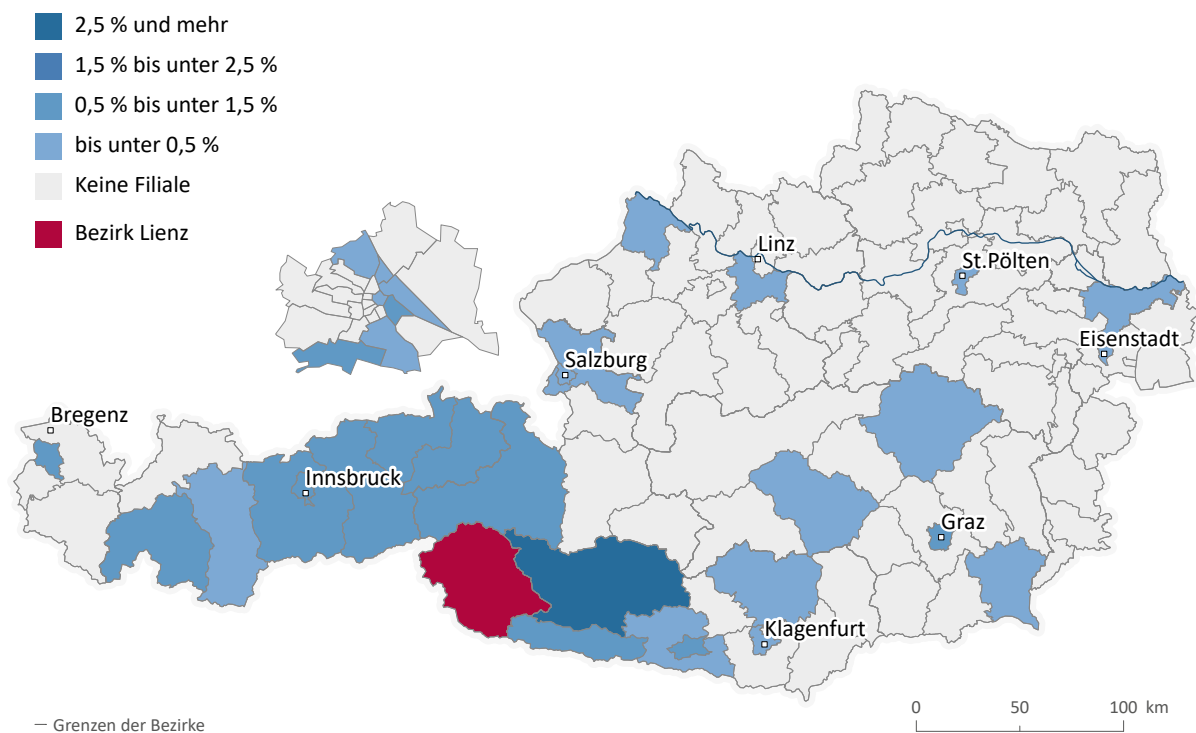 2,5 % und mehr
1,5 % bis unter 2,5 %
0,5 % bis unter 1,5 %
bis unter 0,5 %
Keine Filiale
Bezirk Lienz
Linz
St.Pölten
Eisenstadt
Salzburg
Bregenz
Innsbruck
Graz
Klagenfurt
0 50 100 km
Grenzen der Bezirke